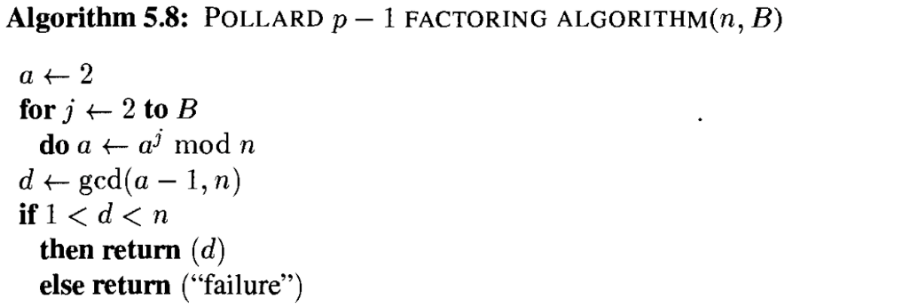 Algorithm 5.8: POLLARD p − 1 FACTORING ALGORITHM(n, B)
a ← 2
for j ← 2 to B
do a ← a^j mod n
d ← gcd(a − 1, n)
if 1 < d < n
then return (d)
else return (“failure”)